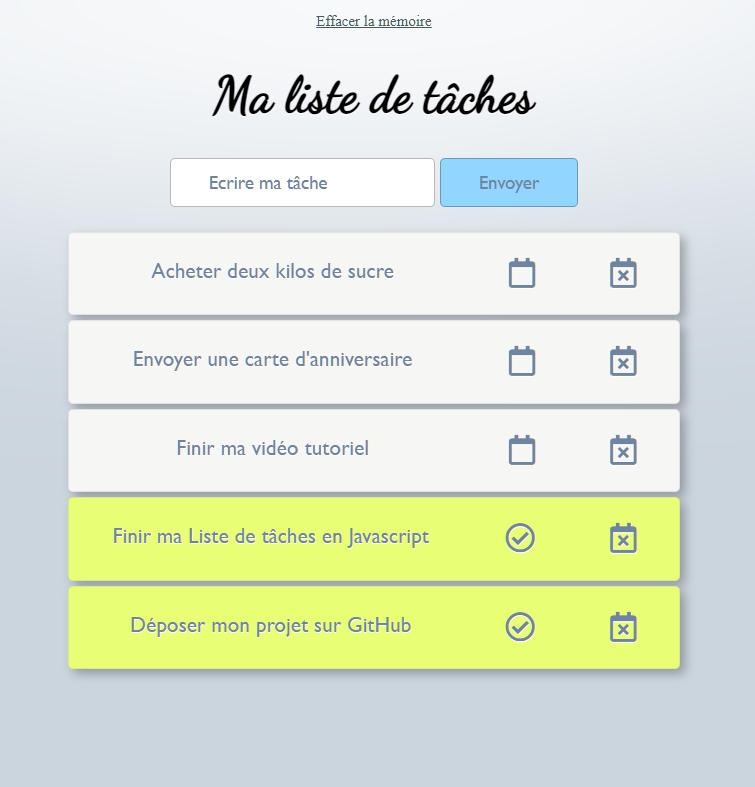 Effacer la mémoire
Ma liste de tâches
Ecrire ma tâche
Envoyer
Acheter deux kilos de sucre
Envoyer une carte d'anniversaire
Finir ma vidéo tutoriel
Finir ma Liste de tâches en Javascript
Déposer mon projet sur GitHub